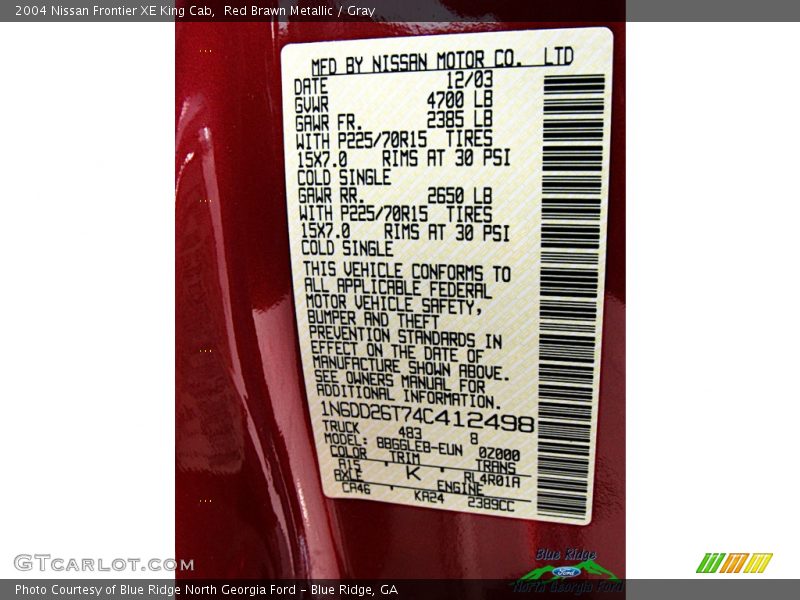 2004 Nissan Frontier XE King Cab,  Red Brawn Metallic / Gray
MFD BY NISSAN MOTOR CO.  LTD
DATE 12/03
GVWR 4700 LB
GAWR FR. 2385 LB
WITH P225/70R15 TIRES
15X7.0 RIMS AT 30 PSI
COLD SINGLE
GAWR RR. 2650 LB
WITH P225/70R15 TIRES
15X7.0 RIMS AT 30 PSI
COLD SINGLE
THIS VEHICLE CONFORMS TO
ALL APPLICABLE FEDERAL
MOTOR VEHICLE SAFETY,
BUMPER AND THEFT
PREVENTION STANDARDS IN
EFFECT ON THE DATE OF
MANUFACTURE SHOWN ABOVE.
SEE OWNERS MANUAL FOR
ADDITIONAL INFORMATION.
1N6DD26T74C412498
TRUCK 483 8
MODEL: BBGGLEB-EUN 0Z000
COLOR TRIM TRANS
A15 K RL4R01A
AXLE ENGINE
CA46 KA24 2389CC
GTCARLOT.COM
Blue Ridge
Ford
North Georgia Ford
Photo Courtesy of Blue Ridge North Georgia Ford – Blue Ridge, GA